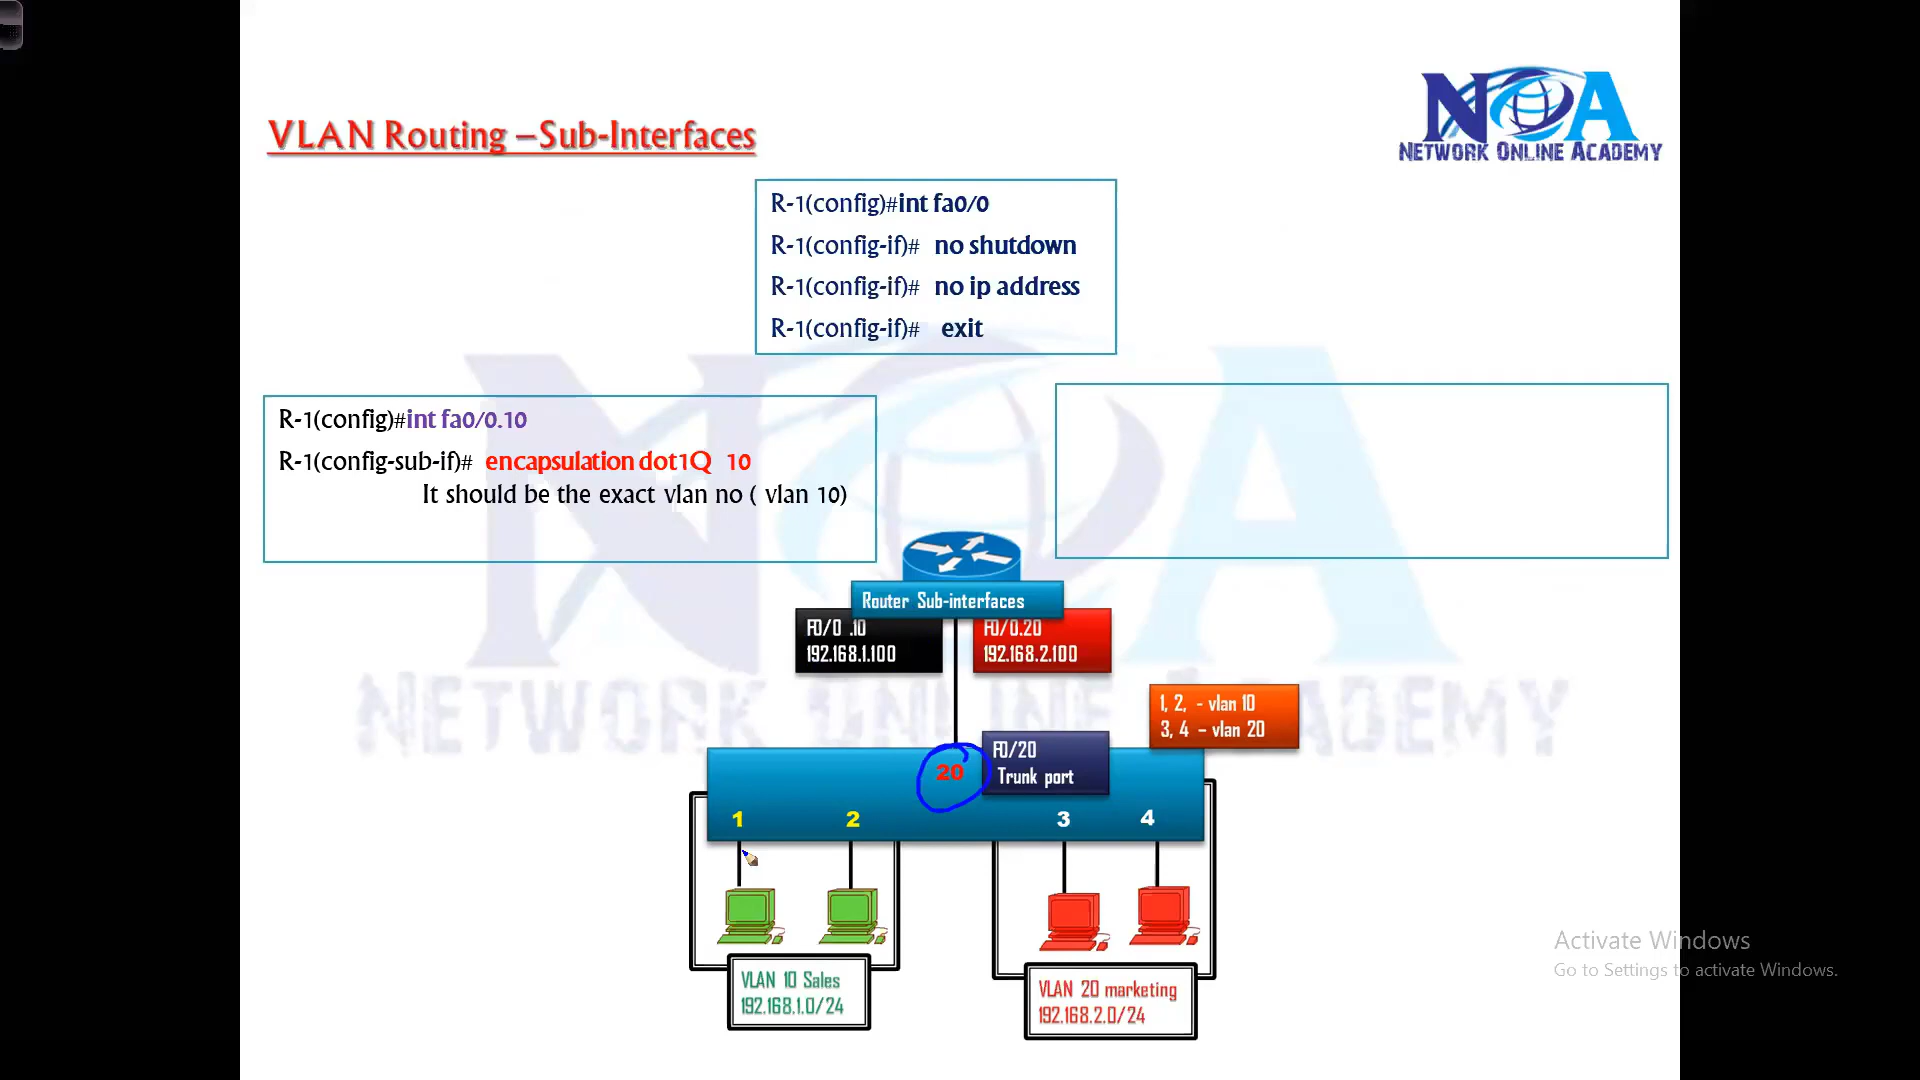 VLAN Routing –Sub-Interfaces
NOA
NETWORK ONLINE ACADEMY
R-1(config)#int fa0/0
R-1(config-if)# no shutdown
R-1(config-if)# no ip address
R-1(config-if)# exit
R-1(config)#int fa0/0.10
R-1(config-sub-if)# encapsulation dot1Q 10
It should be the exact vlan no ( vlan 10)
Router Sub-interfaces
F0/0 .10
192.168.1.100
F0/0.20
192.168.2.100
1, 2, - vlan 10
3, 4 – vlan 20
F0/20
Trunk port
20
1
2
3
4
VLAN 10 Sales
192.168.1.0/24
VLAN 20 marketing
192.168.2.0/24
NOA
NETWORK ONLINE ACADEMY
Activate Windows
Go to Settings to activate Windows.